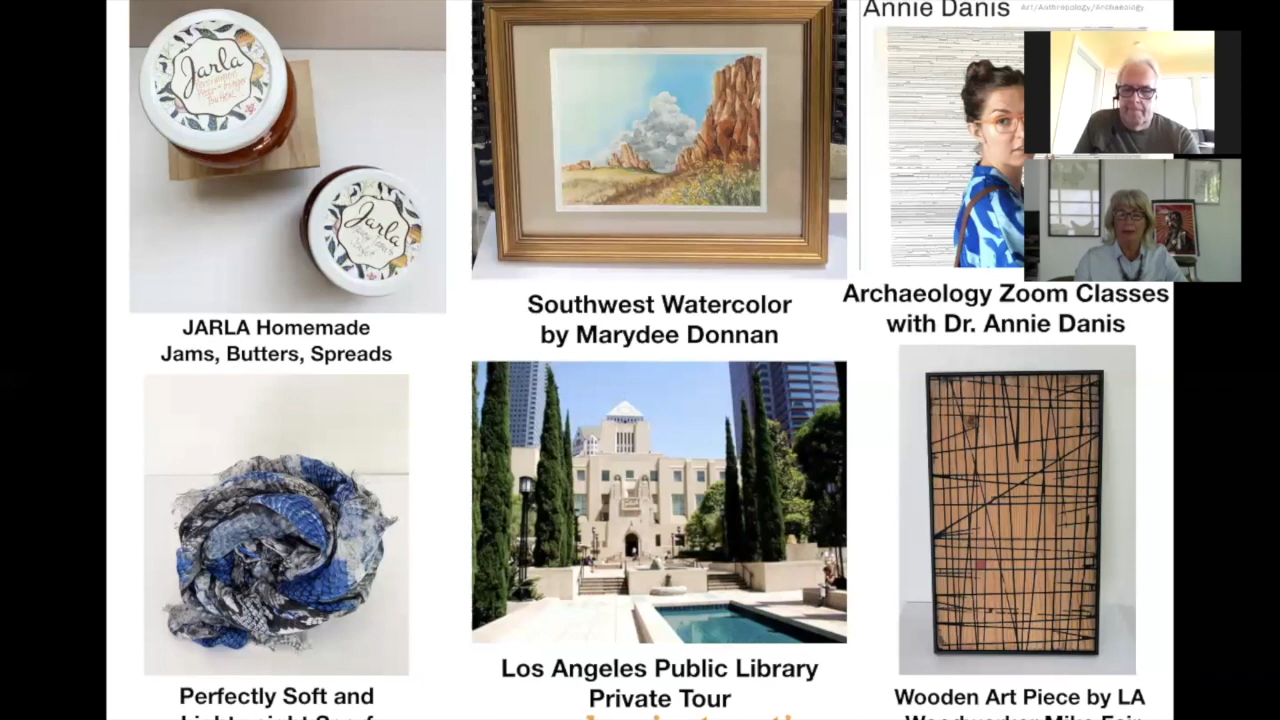 Annie Danis Art/Anthropology/Archaeology
Jarla
Jarla
JARLA Homemade
Jams, Butters, Spreads
Southwest Watercolor
by Marydee Donnan
Archaeology Zoom Classes
with Dr. Annie Danis
Perfectly Soft and
Los Angeles Public Library
Private Tour
Wooden Art Piece by LA
Woodworker Mike